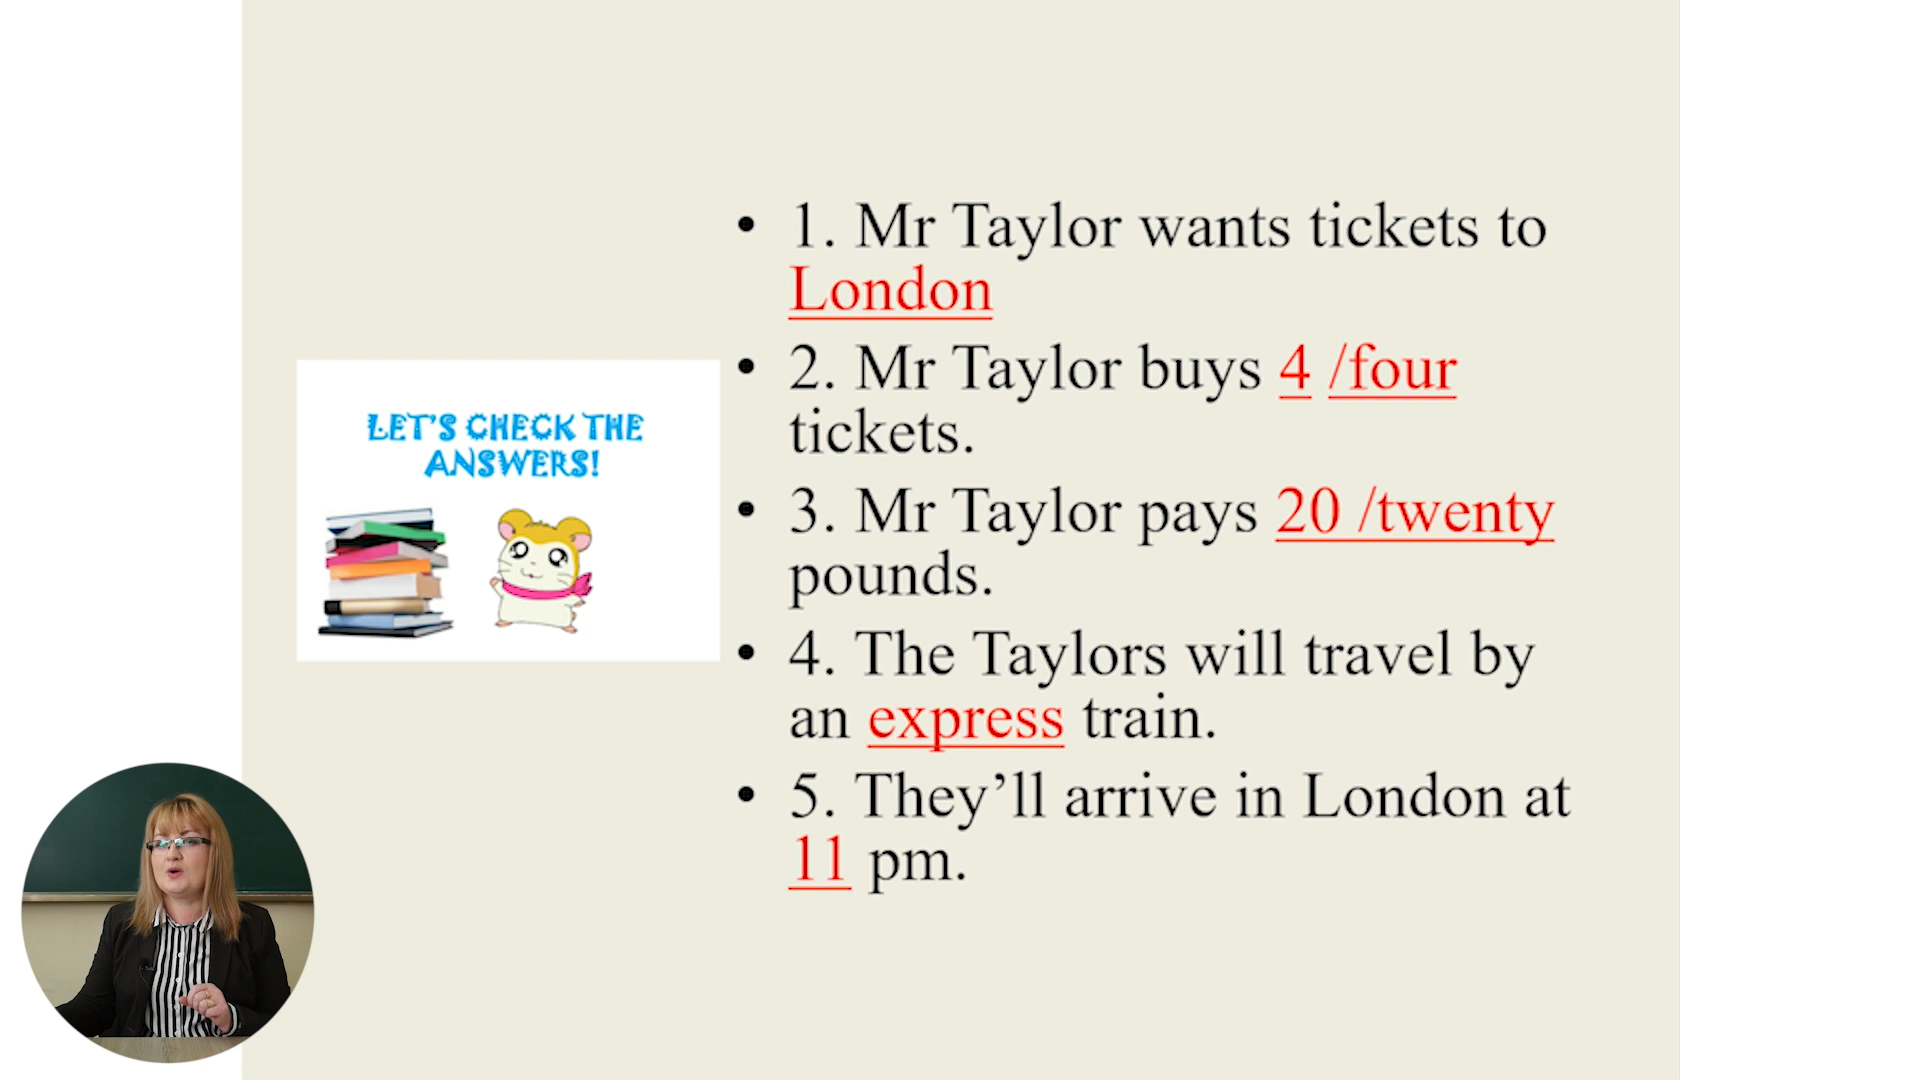 LET'S CHECK THE
ANSWERS!
• 1. Mr Taylor wants tickets to
London
• 2. Mr Taylor buys 4 /four
tickets.
• 3. Mr Taylor pays 20 /twenty
pounds.
• 4. The Taylors will travel by
an express train.
• 5. They’ll arrive in London at
11 pm.